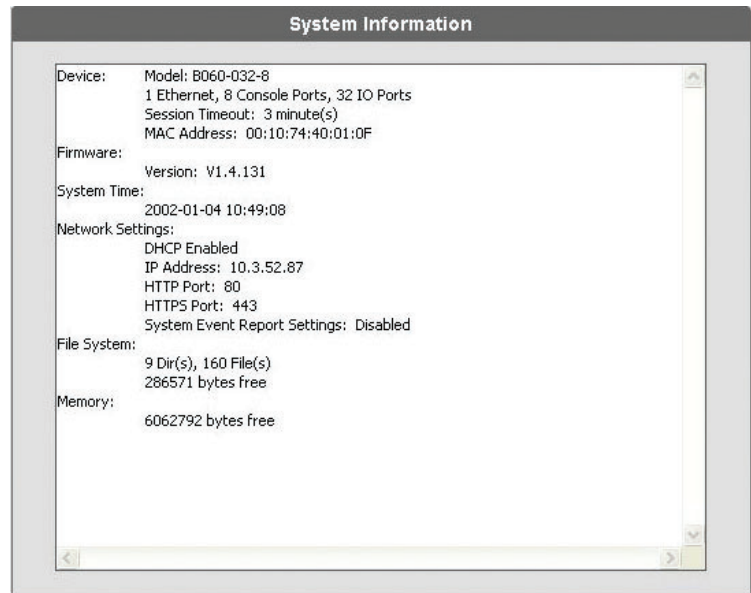 System Information
Device: Model: B060-032-8
1 Ethernet, 8 Console Ports, 32 IO Ports
Session Timeout: 3 minute(s)
MAC Address: 00:10:74:40:01:0F
Firmware:
Version: V1.4.131
System Time:
2002-01-04 10:49:08
Network Settings:
DHCP Enabled
IP Address: 10.3.52.87
HTTP Port: 80
HTTPS Port: 443
System Event Report Settings: Disabled
File System:
9 Dir(s), 160 File(s)
286571 bytes free
Memory:
6062792 bytes free